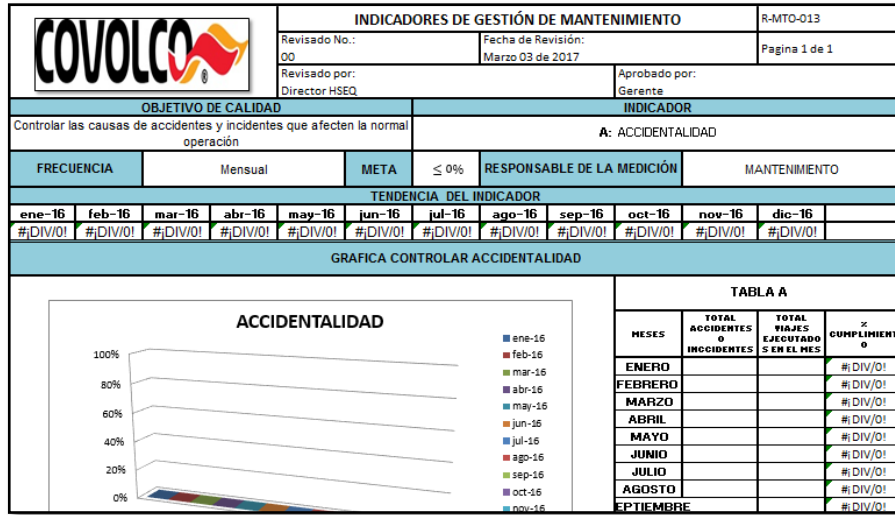 COVOLCO
®
INDICADORES DE GESTIÓN DE MANTENIMIENTO
R-MTO-013
Revisado No.:
00
Fecha de Revisión:
Marzo 03 de 2017
Pagina 1 de 1
Revisado por:
Director HSEQ
Aprobado por:
Gerente
OBJETIVO DE CALIDAD
INDICADOR
Controlar las causas de accidentes y incidentes que afecten la normal
operación
A: ACCIDENTALIDAD
FRECUENCIA
Mensual
META
≤ 0%
RESPONSABLE DE LA MEDICIÓN
MANTENIMIENTO
TENDENCIA DEL INDICADOR
ene-16 feb-16 mar-16 abr-16 may-16 jun-16 jul-16 ago-16 sep-16 oct-16 nov-16 dic-16
#¡DIV/0! #¡DIV/0! #¡DIV/0! #¡DIV/0! #¡DIV/0! #¡DIV/0! #¡DIV/0! #¡DIV/0! #¡DIV/0! #¡DIV/0! #¡DIV/0! #¡DIV/0!
GRAFICA CONTROLAR ACCIDENTALIDAD
ACCIDENTALIDAD
100%
80%
60%
40%
20%
0%
ene-16
feb-16
mar-16
abr-16
may-16
jun-16
jul-16
ago-16
sep-16
oct-16
nov-16
TABLA A
MESES
TOTAL
ACCIDENTES
O
INCCIDENTES
TOTAL
VIAJES
EJECUTADO
S EN EL MES
%
CUMPLIMIENT
O
ENERO #¡DIV/0!
FEBRERO #¡DIV/0!
MARZO #¡DIV/0!
ABRIL #¡DIV/0!
MAYO #¡DIV/0!
JUNIO #¡DIV/0!
JULIO #¡DIV/0!
AGOSTO #¡DIV/0!
EPTIEMBRE #¡DIV/0!